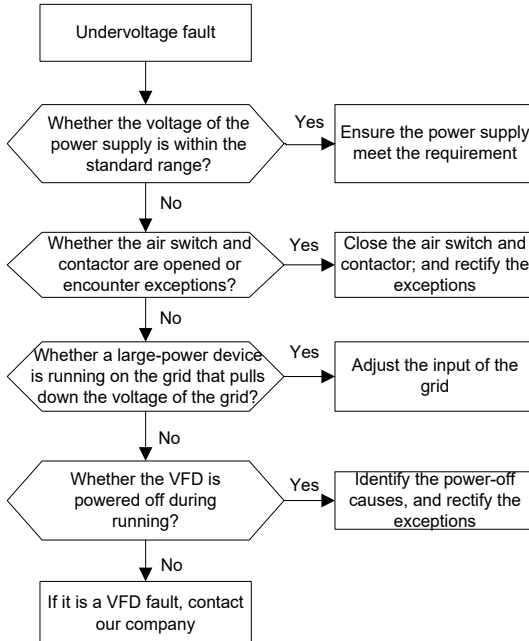 Undervoltage fault
Whether the voltage of the
power supply is within the
standard range?
Yes
Ensure the power supply
meet the requirement
No
Whether the air switch and
contactor are opened or
encounter exceptions?
Yes
Close the air switch and
contactor; and rectify the
exceptions
No
Whether a large-power device
is running on the grid that pulls
down the voltage of the grid?
Yes
Adjust the input of the
grid
No
Whether the VFD is
powered off during
running?
Yes
Identify the power-off
causes, and rectify the
exceptions
No
If it is a VFD fault, contact
our company